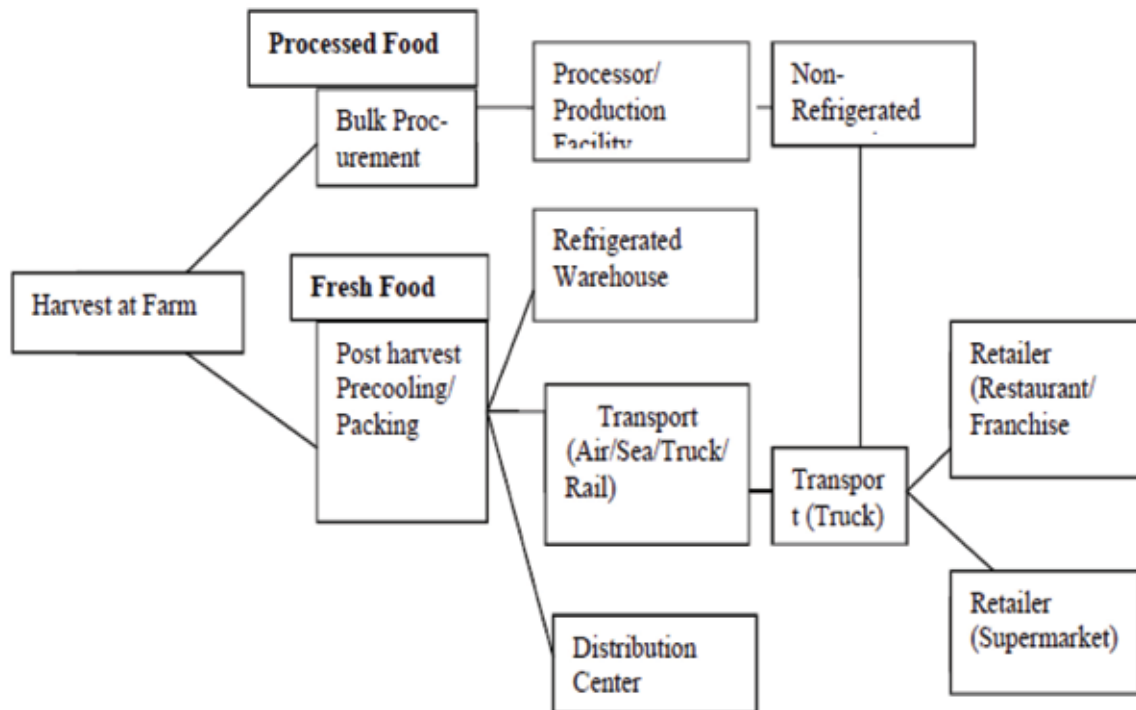 Processed Food
Bulk Proc-
urement
Processor/
Production
Facility
Non-
Refrigerated
Harvest at Farm
Fresh Food
Post harvest
Precooling/
Packing
Refrigerated
Warehouse
Transport
(Air/Sea/Truck/
Rail)
Distribution
Center
Transpor
t (Truck)
Retailer
(Restaurant/
Franchise
Retailer
(Supermarket)